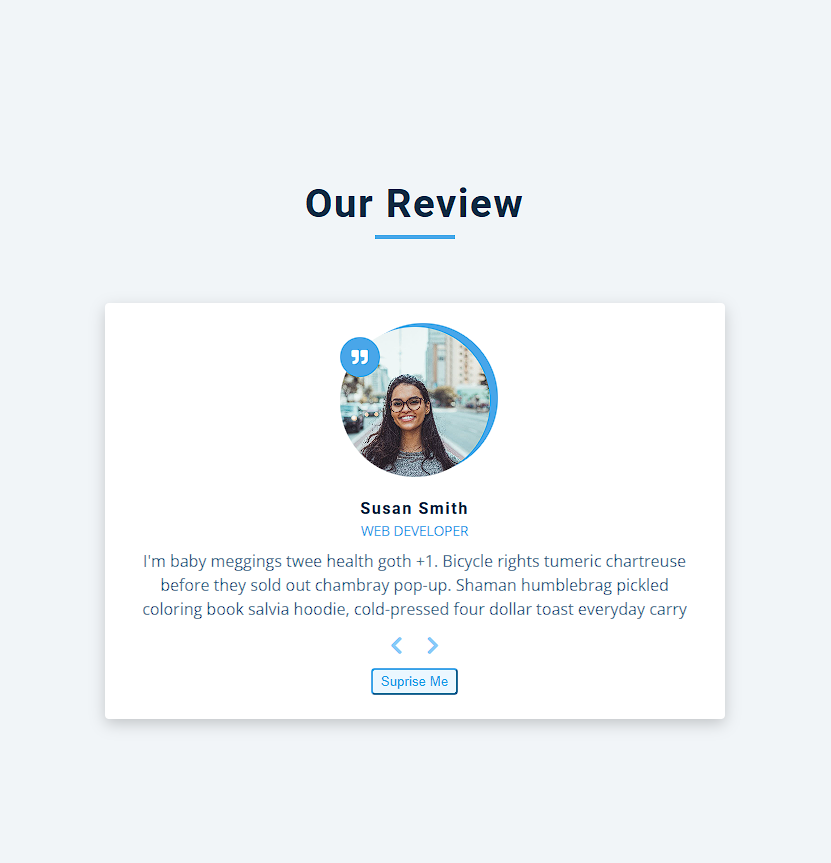 Our Review
Susan Smith
WEB DEVELOPER
I'm baby meggings twee health goth +1. Bicycle rights tumeric chartreuse
before they sold out chambray pop-up. Shaman humblebrag pickled
coloring book salvia hoodie, cold-pressed four dollar toast everyday carry
Suprise Me